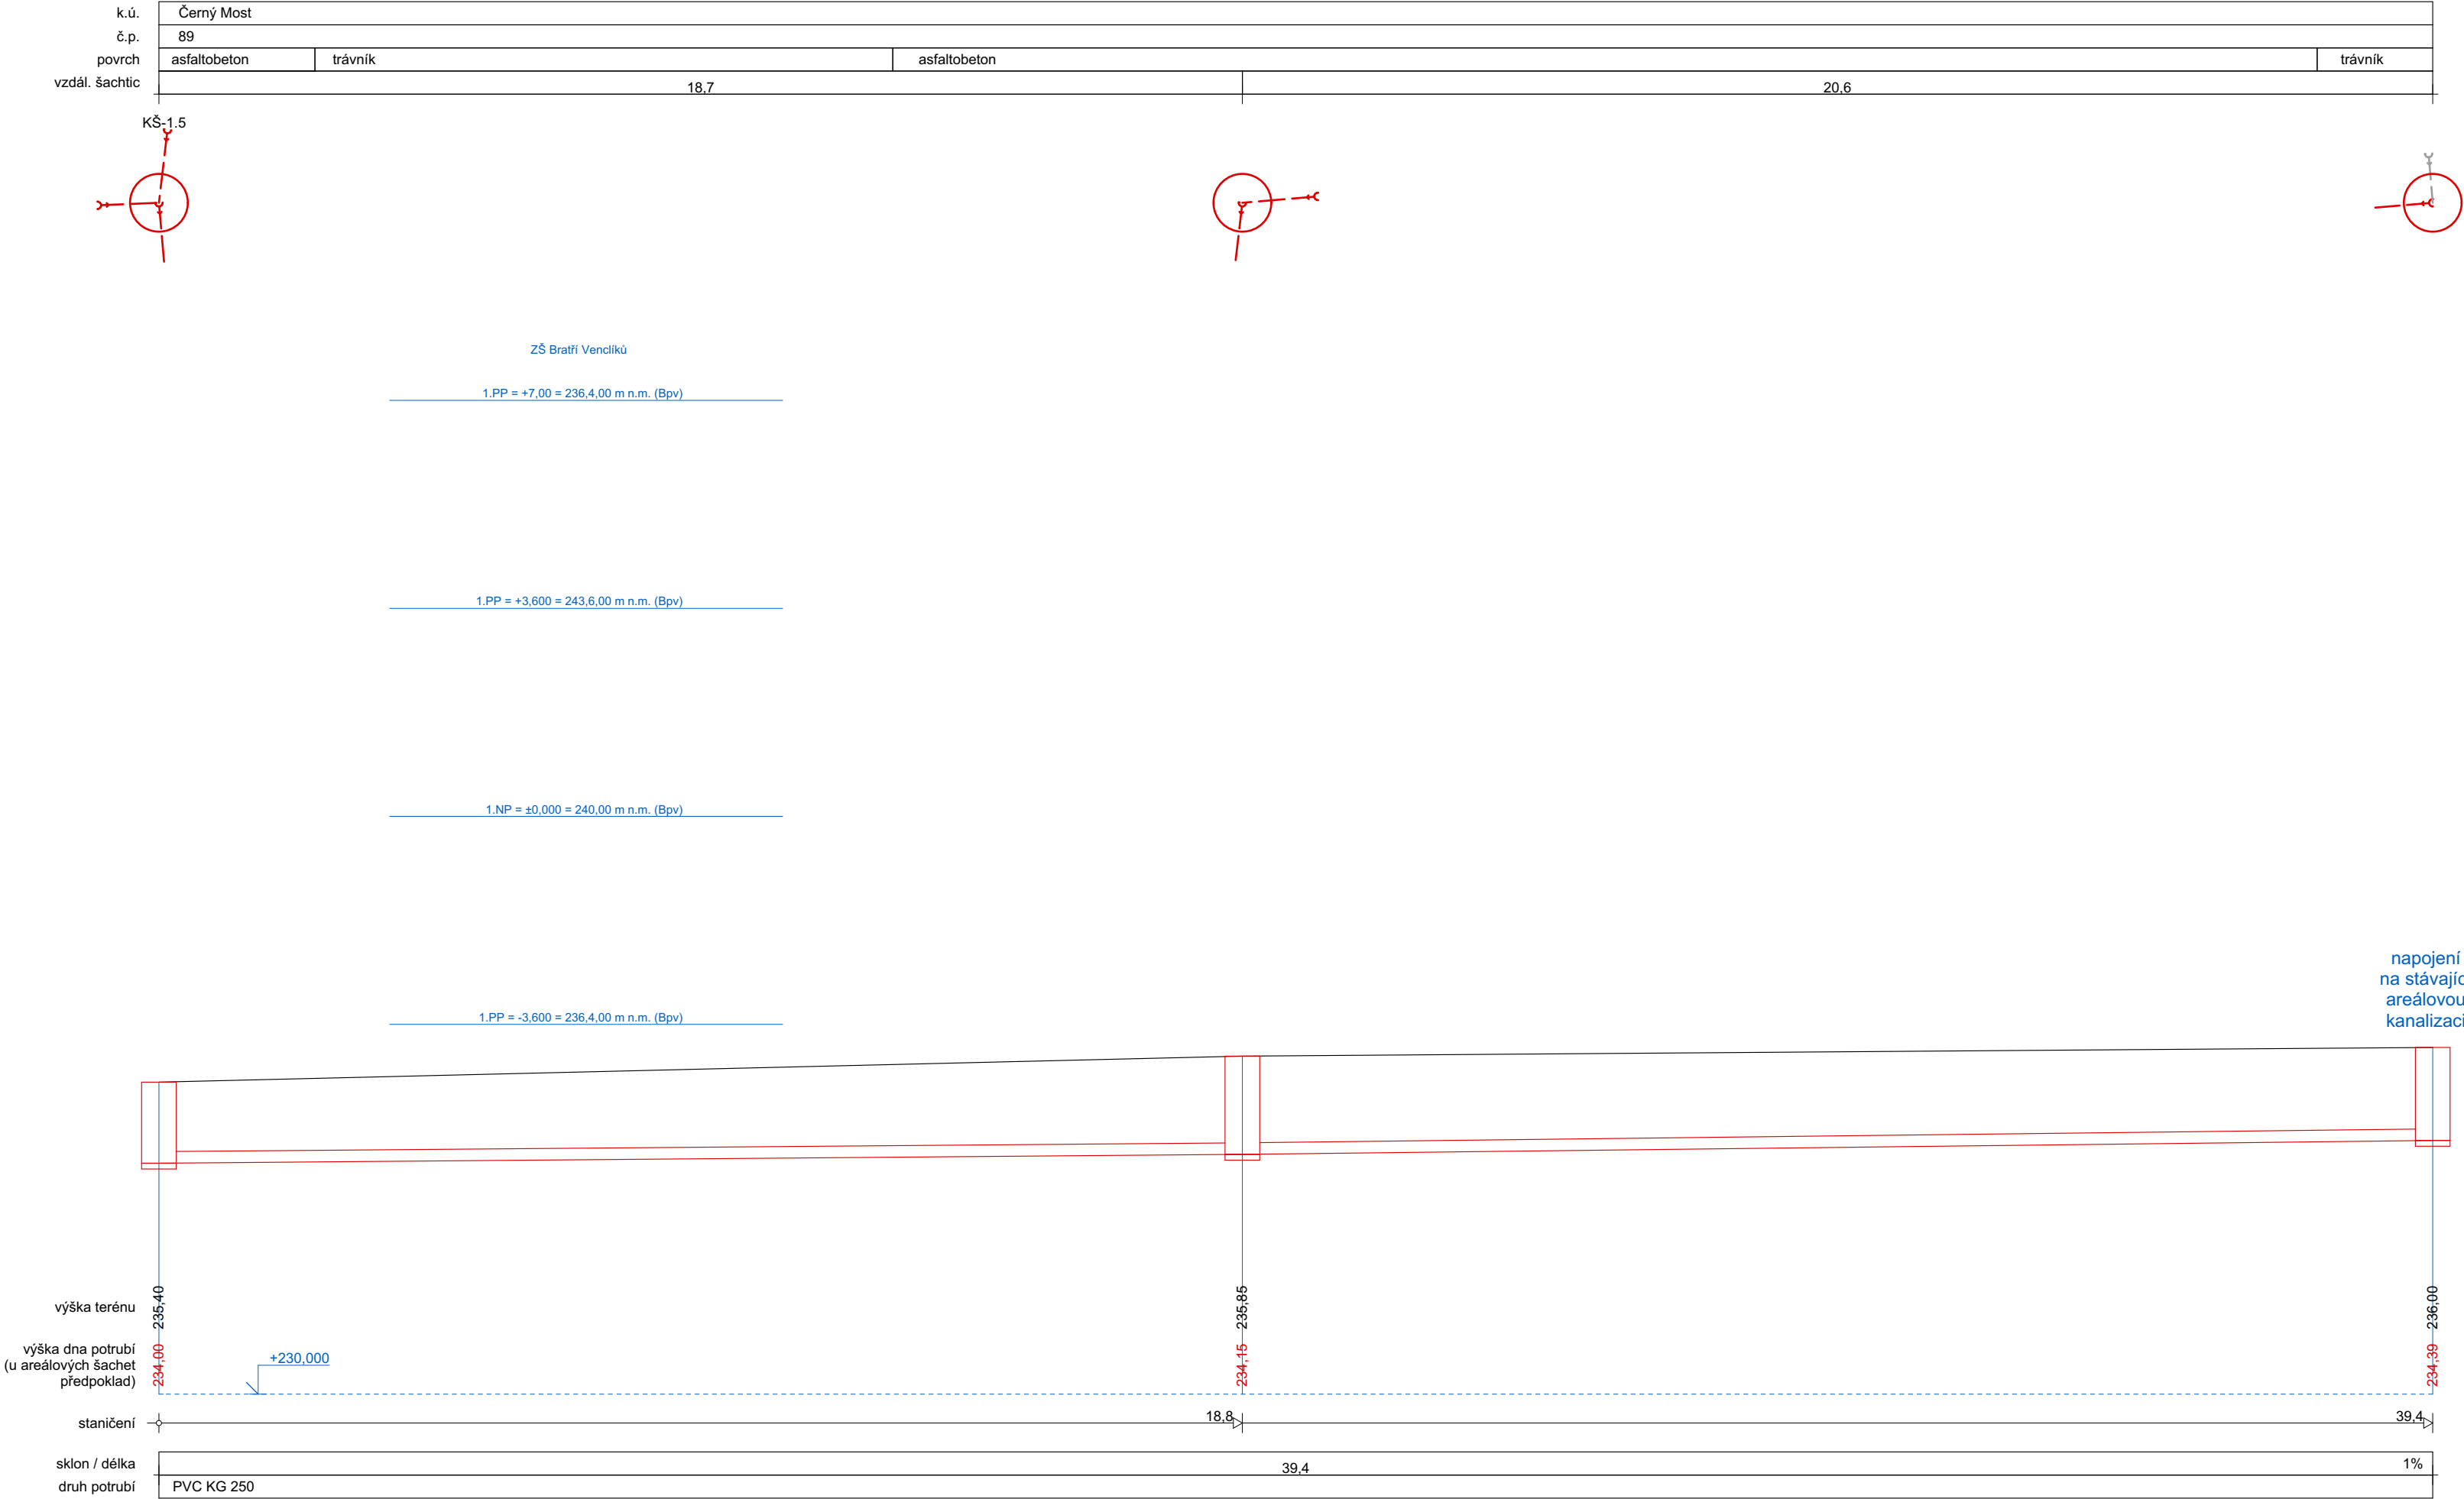 k.ú. Černý Most
č.p. 89
povrch asfaltobeton trávník asfaltobeton trávník
vzdál. šachtic 18,7 20,6
KŠ-1.5
ZŠ Bratří Venclíků
1.PP = +7,00 = 236,4,00 m n.m. (Bpv)
1.PP = +3,600 = 243,6,00 m n.m. (Bpv)
1.NP = ±0,000 = 240,00 m n.m. (Bpv)
napojení
na stávajíc
areálovou
kanalizaci
1.PP = -3,600 = 236,4,00 m n.m. (Bpv)
výška terénu 235,40 235,85 236,00
výška dna potrubí
(u areálových šachet
předpoklad) 234,00 234,15 234,39
+230,000
staničení 18,8 39,4
sklon / délka 39,4 1%
druh potrubí PVC KG 250